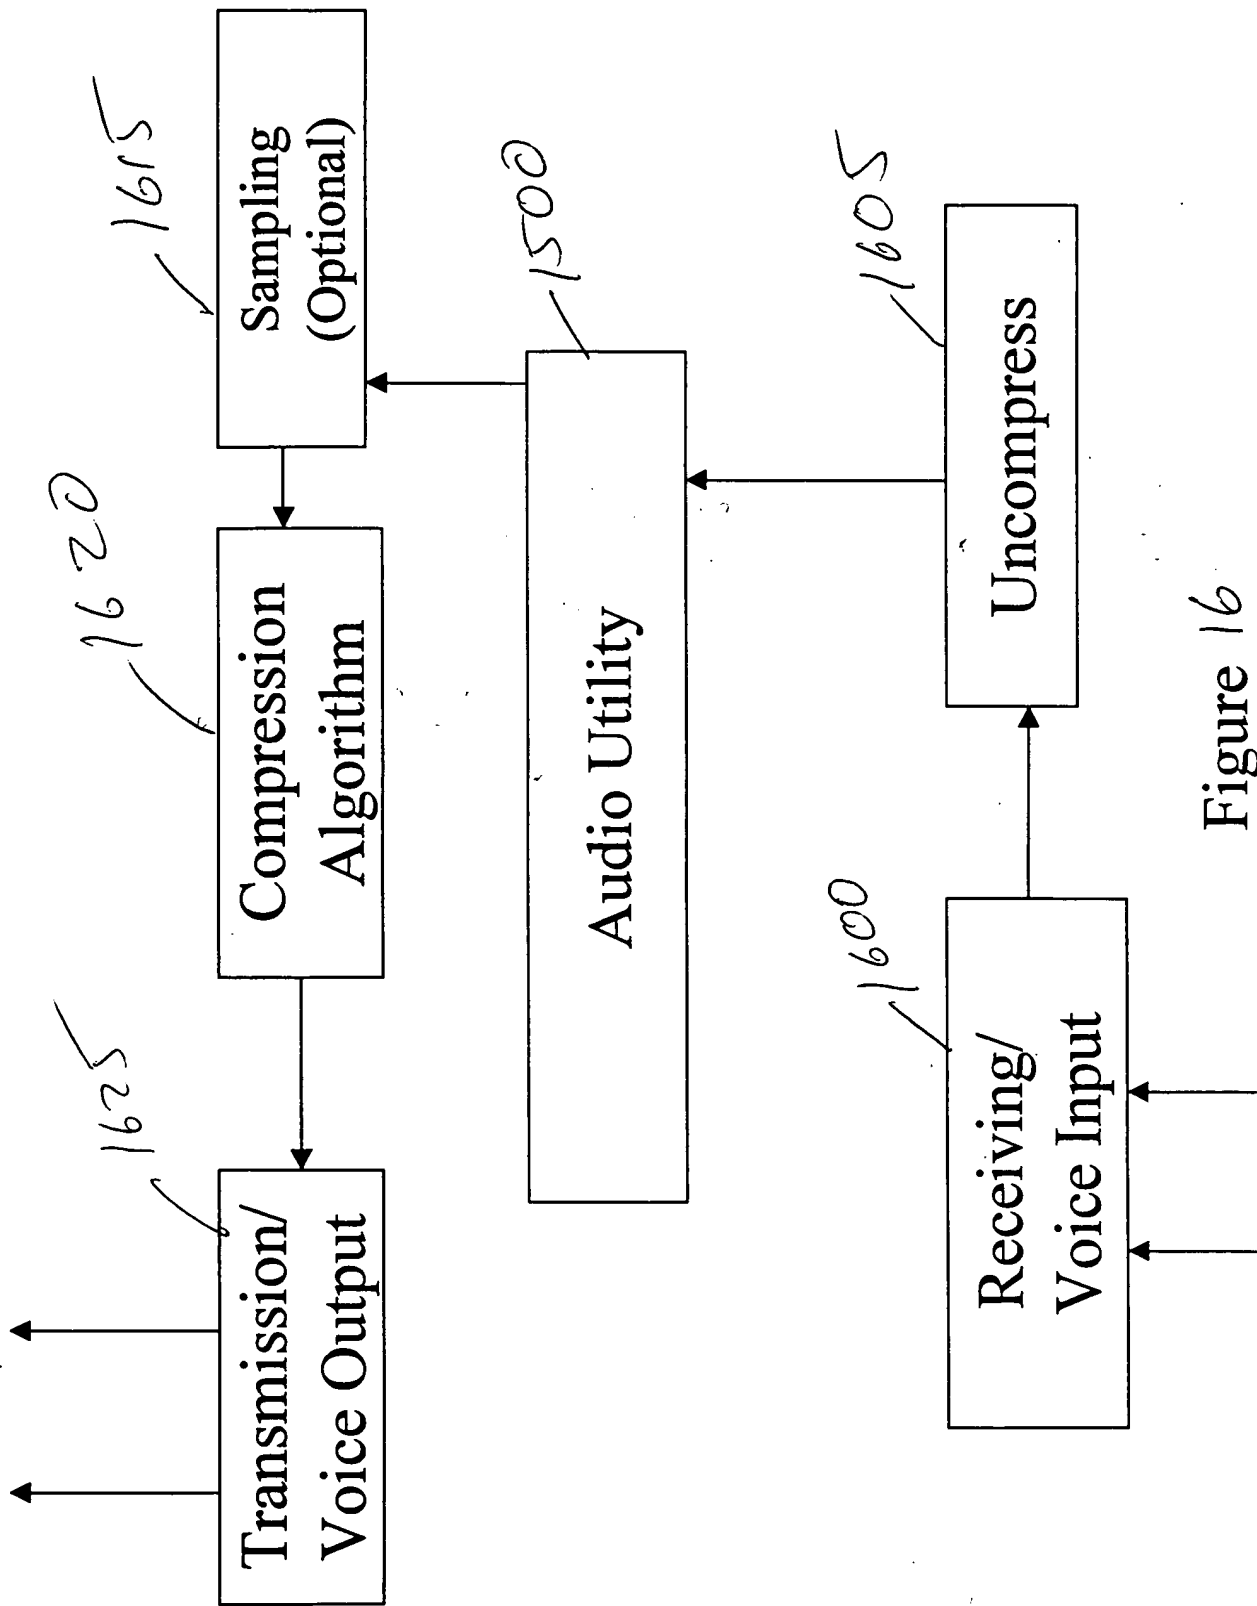 1625
Transmission/
Voice Output
1620
Compression
Algorithm
1615
Sampling
(Optional)
1500
Audio Utility
1600
Receiving/
Voice Input
1605
Uncompress
Figure 16